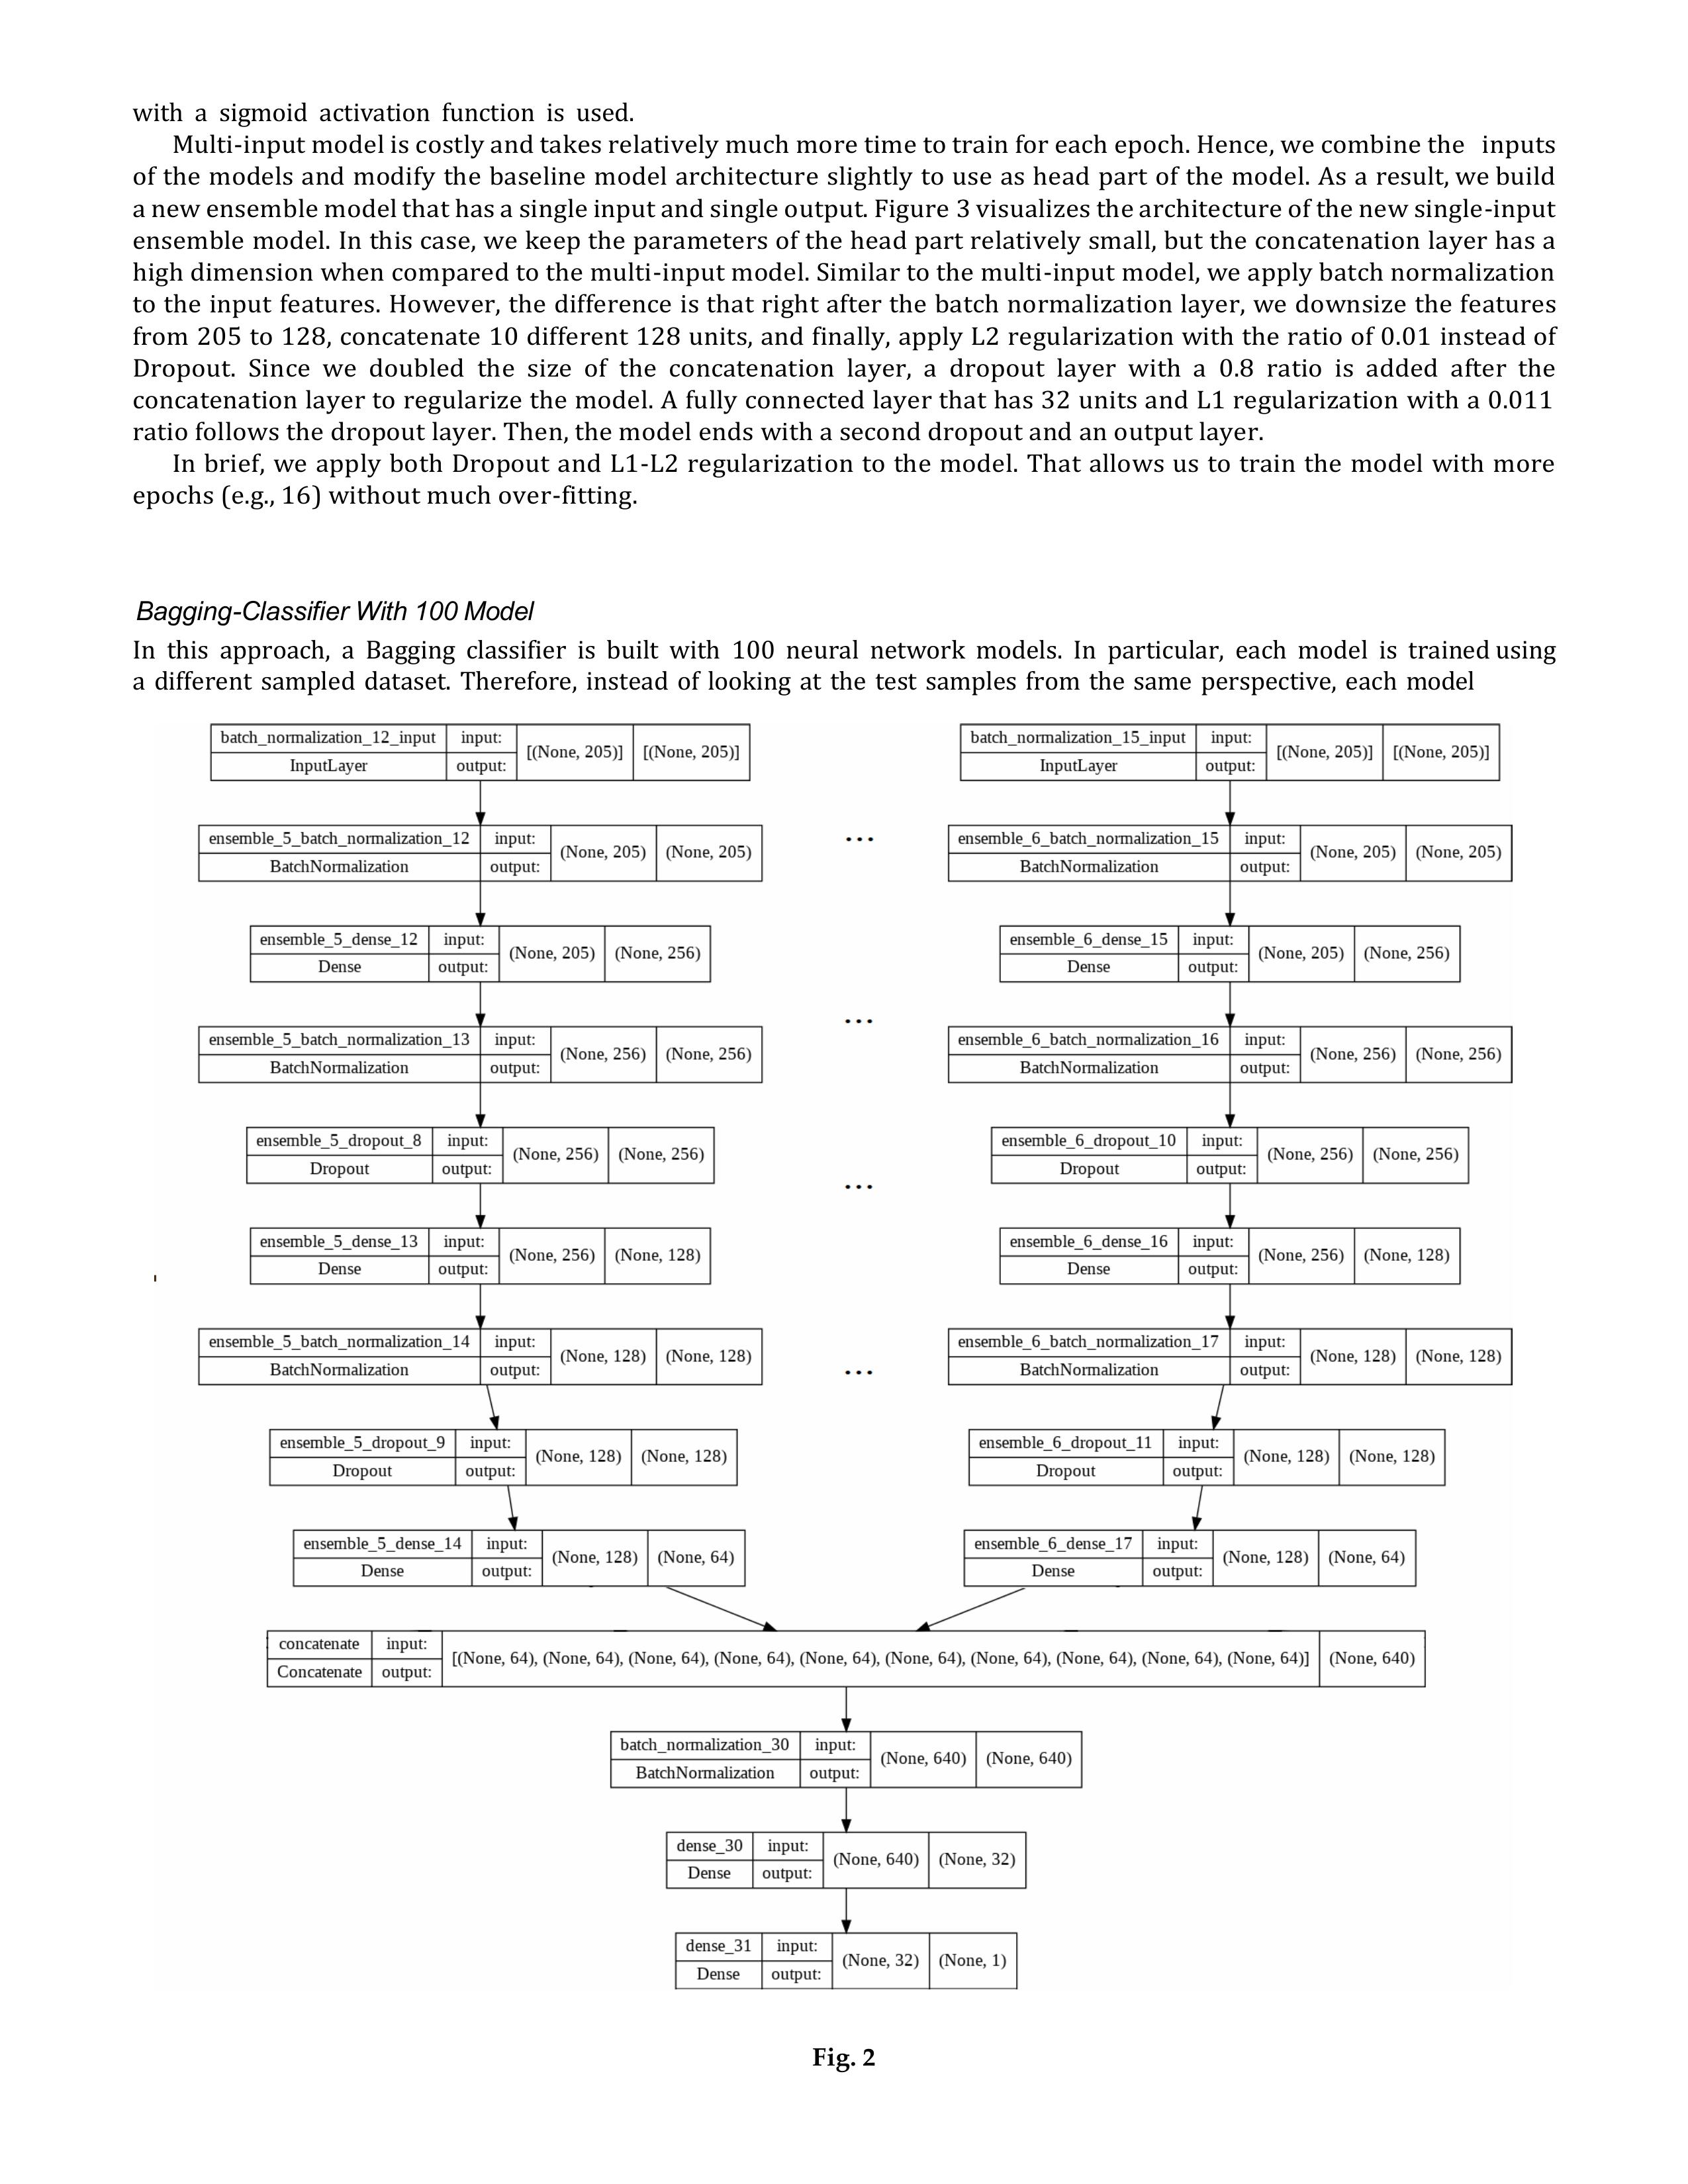 with a sigmoid activation function is used.
Multi-input model is costly and takes relatively much more time to train for each epoch. Hence, we combine the inputs
of the models and modify the baseline model architecture slightly to use as head part of the model. As a result, we build
a new ensemble model that has a single input and single output. Figure 3 visualizes the architecture of the new single-input
ensemble model. In this case, we keep the parameters of the head part relatively small, but the concatenation layer has a
high dimension when compared to the multi-input model. Similar to the multi-input model, we apply batch normalization
to the input features. However, the difference is that right after the batch normalization layer, we downsize the features
from 205 to 128, concatenate 10 different 128 units, and finally, apply L2 regularization with the ratio of 0.01 instead of
Dropout. Since we doubled the size of the concatenation layer, a dropout layer with a 0.8 ratio is added after the
concatenation layer to regularize the model. A fully connected layer that has 32 units and L1 regularization with a 0.011
ratio follows the dropout layer. Then, the model ends with a second dropout and an output layer.
In brief, we apply both Dropout and L1-L2 regularization to the model. That allows us to train the model with more
epochs (e.g., 16) without much over-fitting.
Bagging-Classifier With 100 Model
In this approach, a Bagging classifier is built with 100 neural network models. In particular, each model is trained using
a different sampled dataset. Therefore, instead of looking at the test samples from the same perspective, each model
batch_normalization_12_input input: [(None, 205)] [(None, 205)]
InputLayer output:
batch_normalization_15_input input: [(None, 205)] [(None, 205)]
InputLayer output:
ensemble_5_batch_normalization_12 input: (None, 205) (None, 205)
BatchNormalization output:
...
ensemble_6_batch_normalization_15 input: (None, 205) (None, 205)
BatchNormalization output:
ensemble_5_dense_12 input: (None, 205) (None, 256)
Dense output:
ensemble_6_dense_15 input: (None, 205) (None, 256)
Dense output:
ensemble_5_batch_normalization_13 input: (None, 256) (None, 256)
BatchNormalization output:
...
ensemble_6_batch_normalization_16 input: (None, 256) (None, 256)
BatchNormalization output:
ensemble_5_dropout_8 input: (None, 256) (None, 256)
Dropout output:
...
ensemble_6_dropout_10 input: (None, 256) (None, 256)
Dropout output:
ensemble_5_dense_13 input: (None, 256) (None, 128)
Dense output:
ensemble_6_dense_16 input: (None, 256) (None, 128)
Dense output:
ensemble_5_batch_normalization_14 input: (None, 128) (None, 128)
BatchNormalization output:
...
ensemble_6_batch_normalization_17 input: (None, 128) (None, 128)
BatchNormalization output:
ensemble_5_dropout_9 input: (None, 128) (None, 128)
Dropout output:
ensemble_6_dropout_11 input: (None, 128) (None, 128)
Dropout output:
ensemble_5_dense_14 input: (None, 128) (None, 64)
Dense output:
ensemble_6_dense_17 input: (None, 128) (None, 64)
Dense output:
concatenate input: [(None, 64), (None, 64), (None, 64), (None, 64), (None, 64), (None, 64), (None, 64), (None, 64), (None, 64), (None, 64)] (None, 640)
Concatenate output:
batch_normalization_30 input: (None, 640) (None, 640)
BatchNormalization output:
dense_30 input: (None, 640) (None, 32)
Dense output:
dense_31 input: (None, 32) (None, 1)
Dense output:
Fig. 2